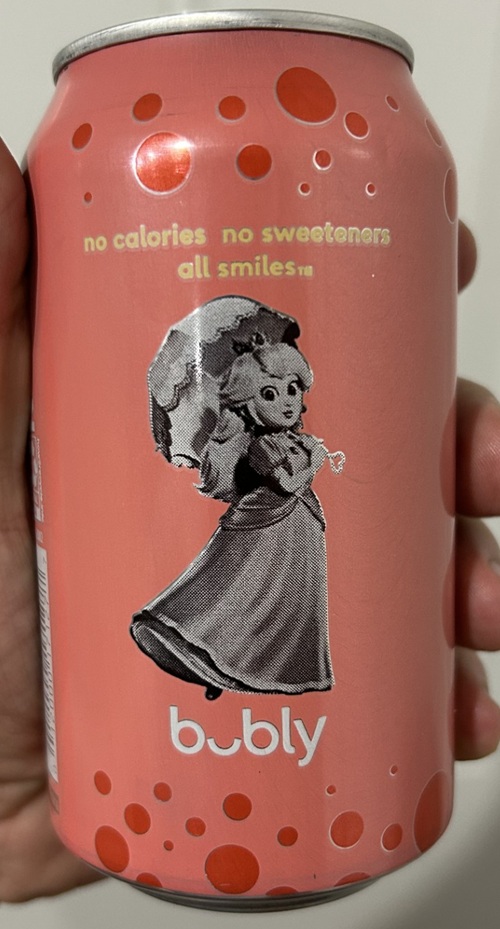 no calories no sweeteners
all smiles™
bubly